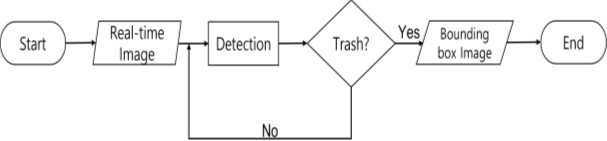 Start
Real-time
Image
Detection
Trash?
Yes
Bounding
box Image
End
No